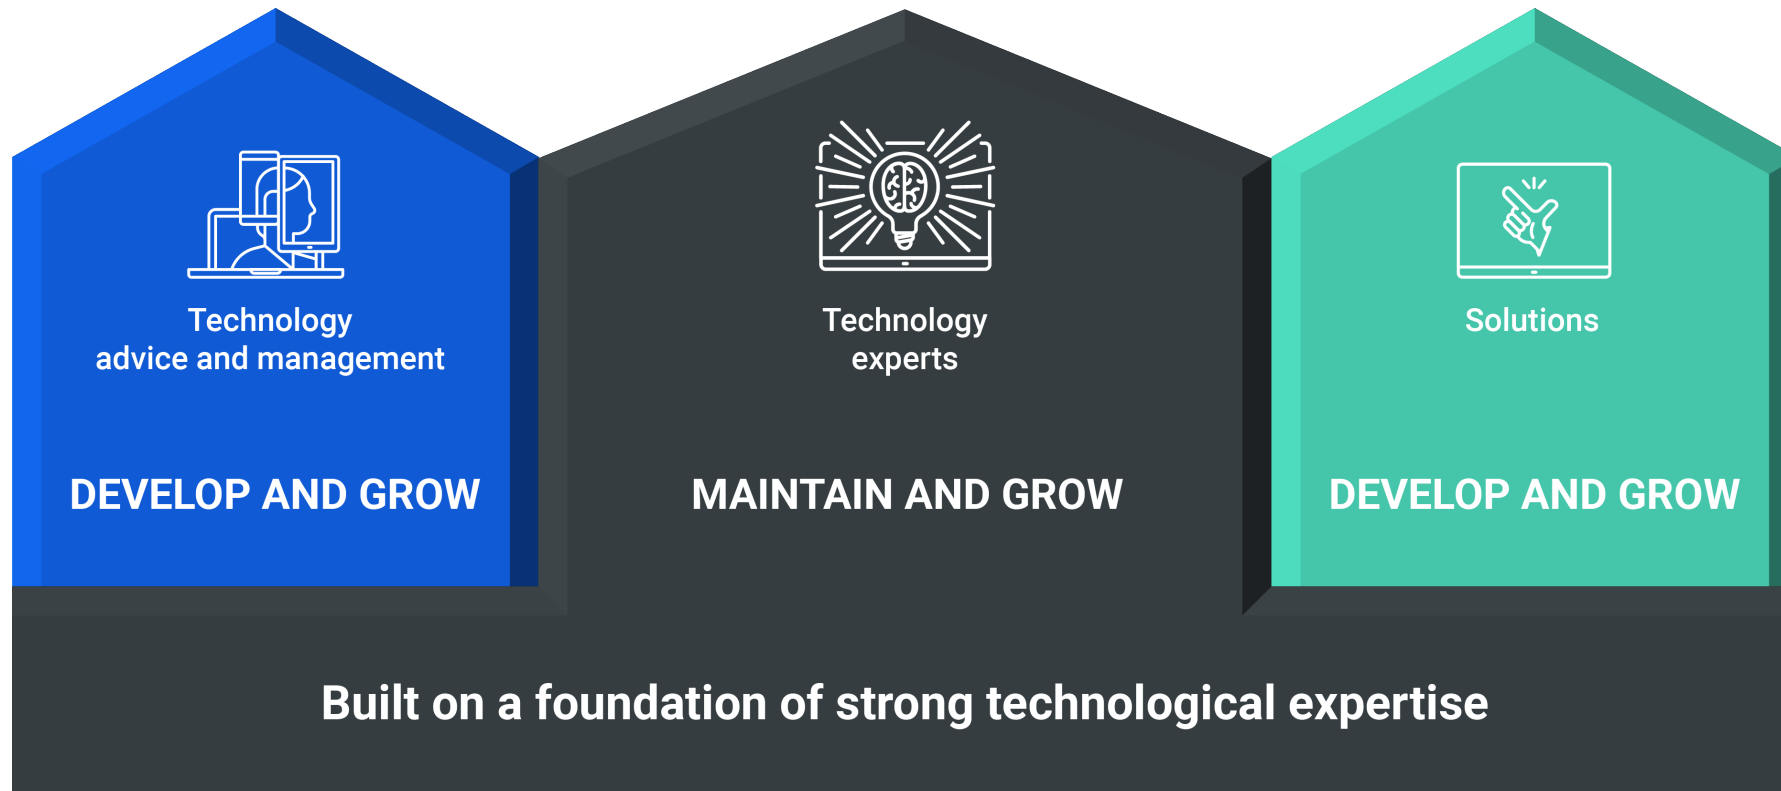 Technology
advice and management
DEVELOP AND GROW
Technology
experts
MAINTAIN AND GROW
Solutions
DEVELOP AND GROW
Built on a foundation of strong technological expertise